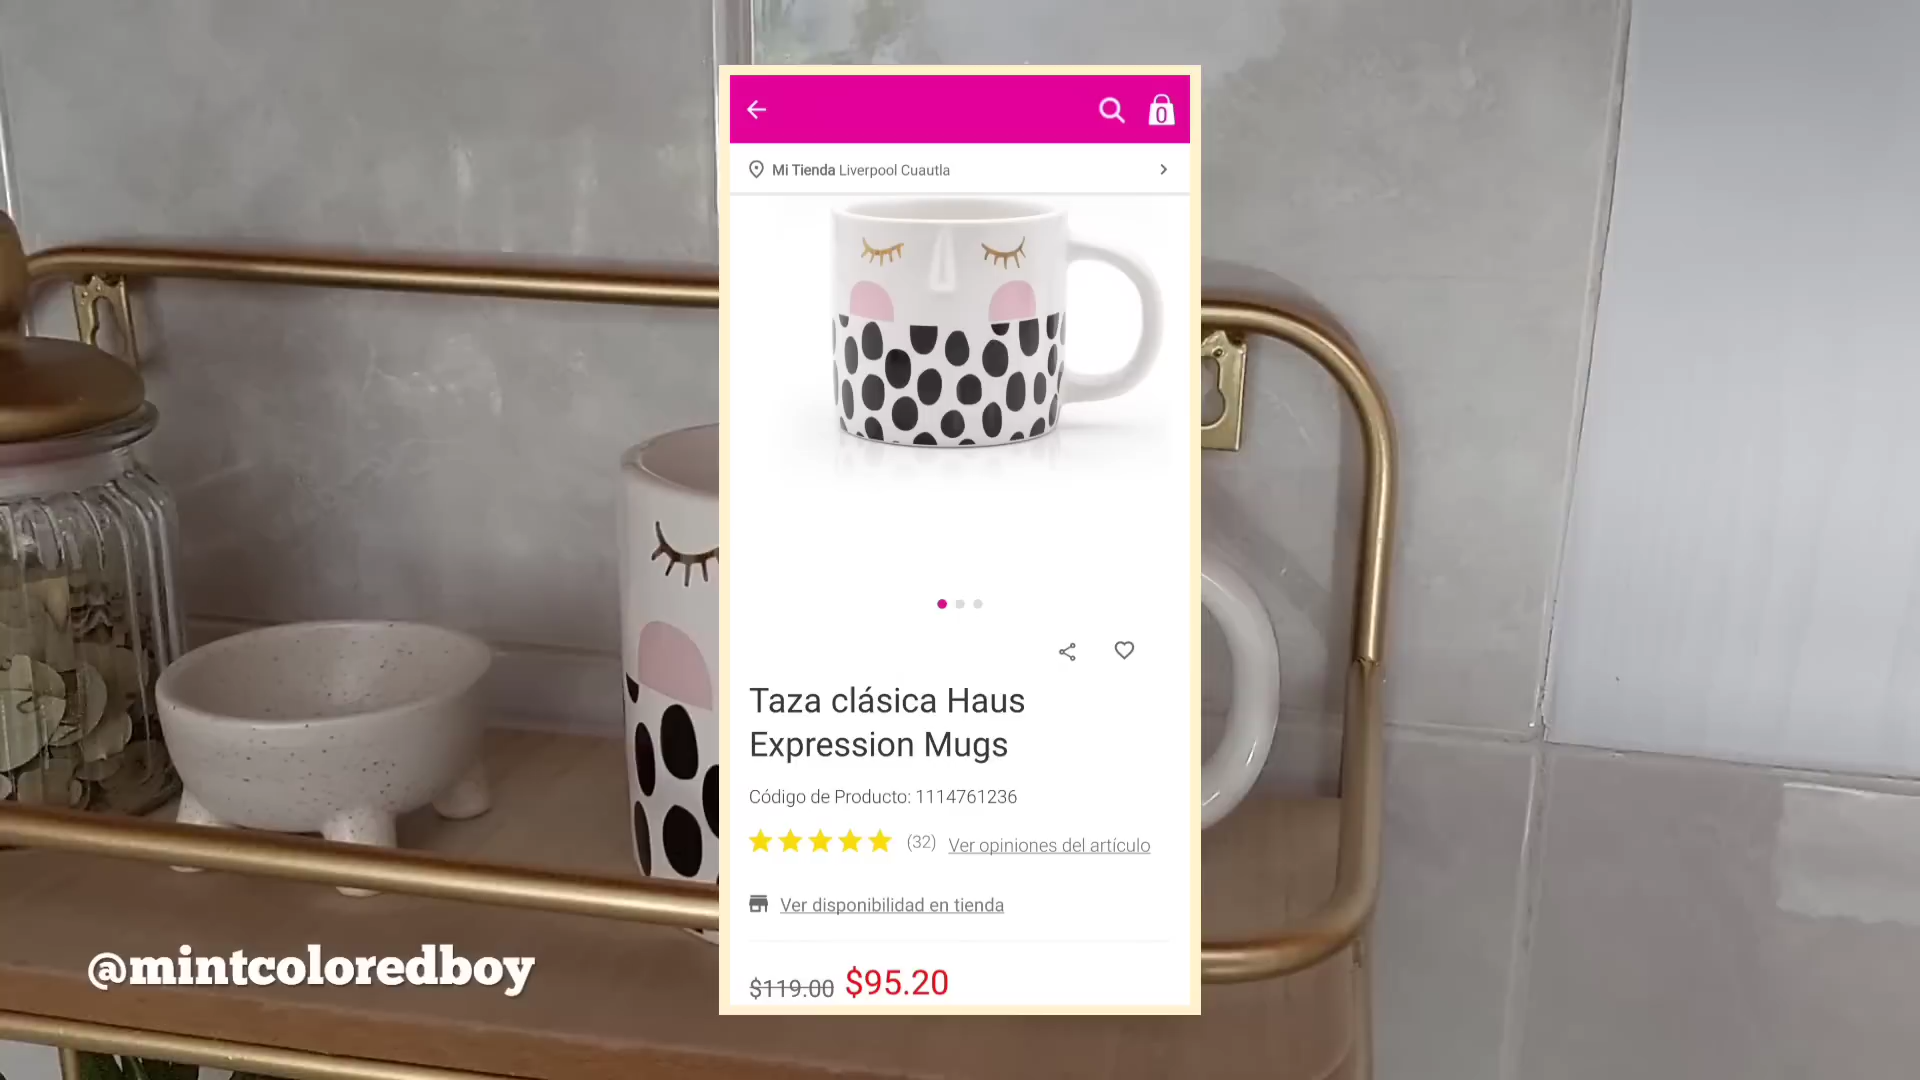 0
Mi Tienda Liverpool Cuautla
Taza clásica Haus
Expression Mugs
Código de Producto: 1114761236
(32) Ver opiniones del artículo
Ver disponibilidad en tienda
$119.00 $95.20
@mintcoloredboy